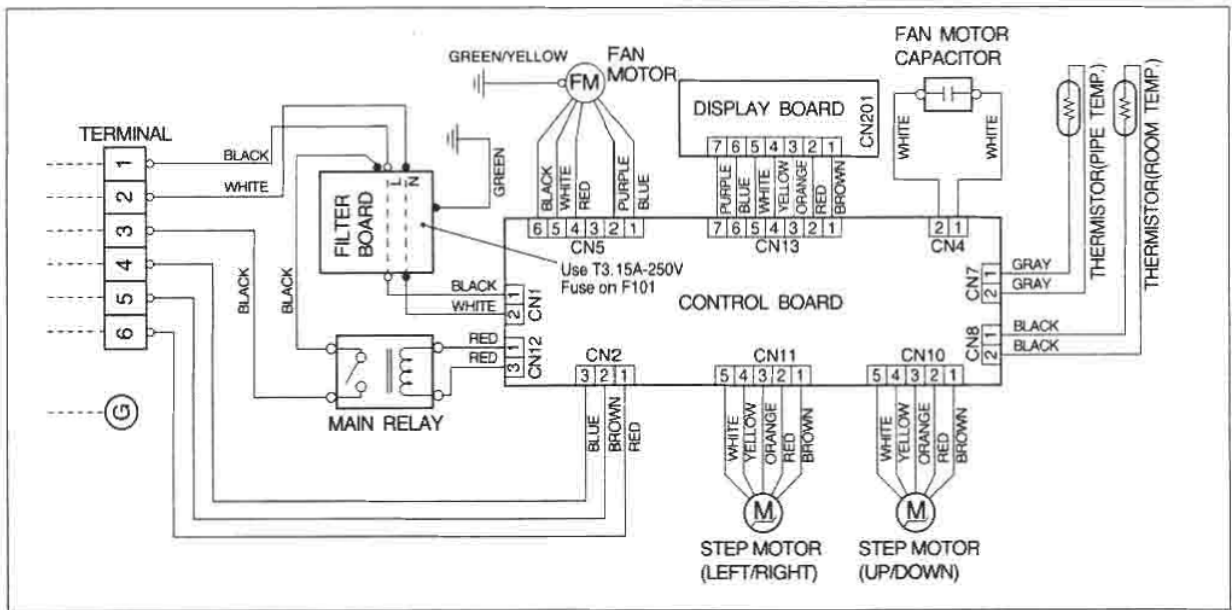 GREEN/YELLOW
FAN
MOTOR
FM
FAN MOTOR
CAPACITOR
DISPLAY BOARD
CN201
7 6 5 4 3 2 1
WHITE
WHITE
THERMISTOR(PIPE TEMP.)
THERMISTOR(ROOM TEMP.)
TERMINAL
1
2
3
4
5
6
G
BLACK
WHITE
L
N
FILTER
BOARD
GREEN
BLACK
WHITE
RED
PURPLE
BLUE
PURPLE
BLUE
WHITE
YELLOW
ORANGE
RED
BROWN
6 5 4 3 2 1
CN5
7 6 5 4 3 2 1
CN13
2 1
CN4
Use T3.15A-250V
Fuse on F101
CONTROL BOARD
BLACK
WHITE
1
2
CN1
BLACK
BLACK
RED
RED
1
3
CN12
MAIN RELAY
CN7
1
2
GRAY
GRAY
CN8
1
2
BLACK
BLACK
CN2
3 2 1
BLUE
BROWN
RED
CN11
5 4 3 2 1
WHITE
YELLOW
ORANGE
RED
BROWN
M
STEP MOTOR
(LEFT/RIGHT)
CN10
5 4 3 2 1
WHITE
YELLOW
ORANGE
RED
BROWN
M
STEP MOTOR
(UP/DOWN)